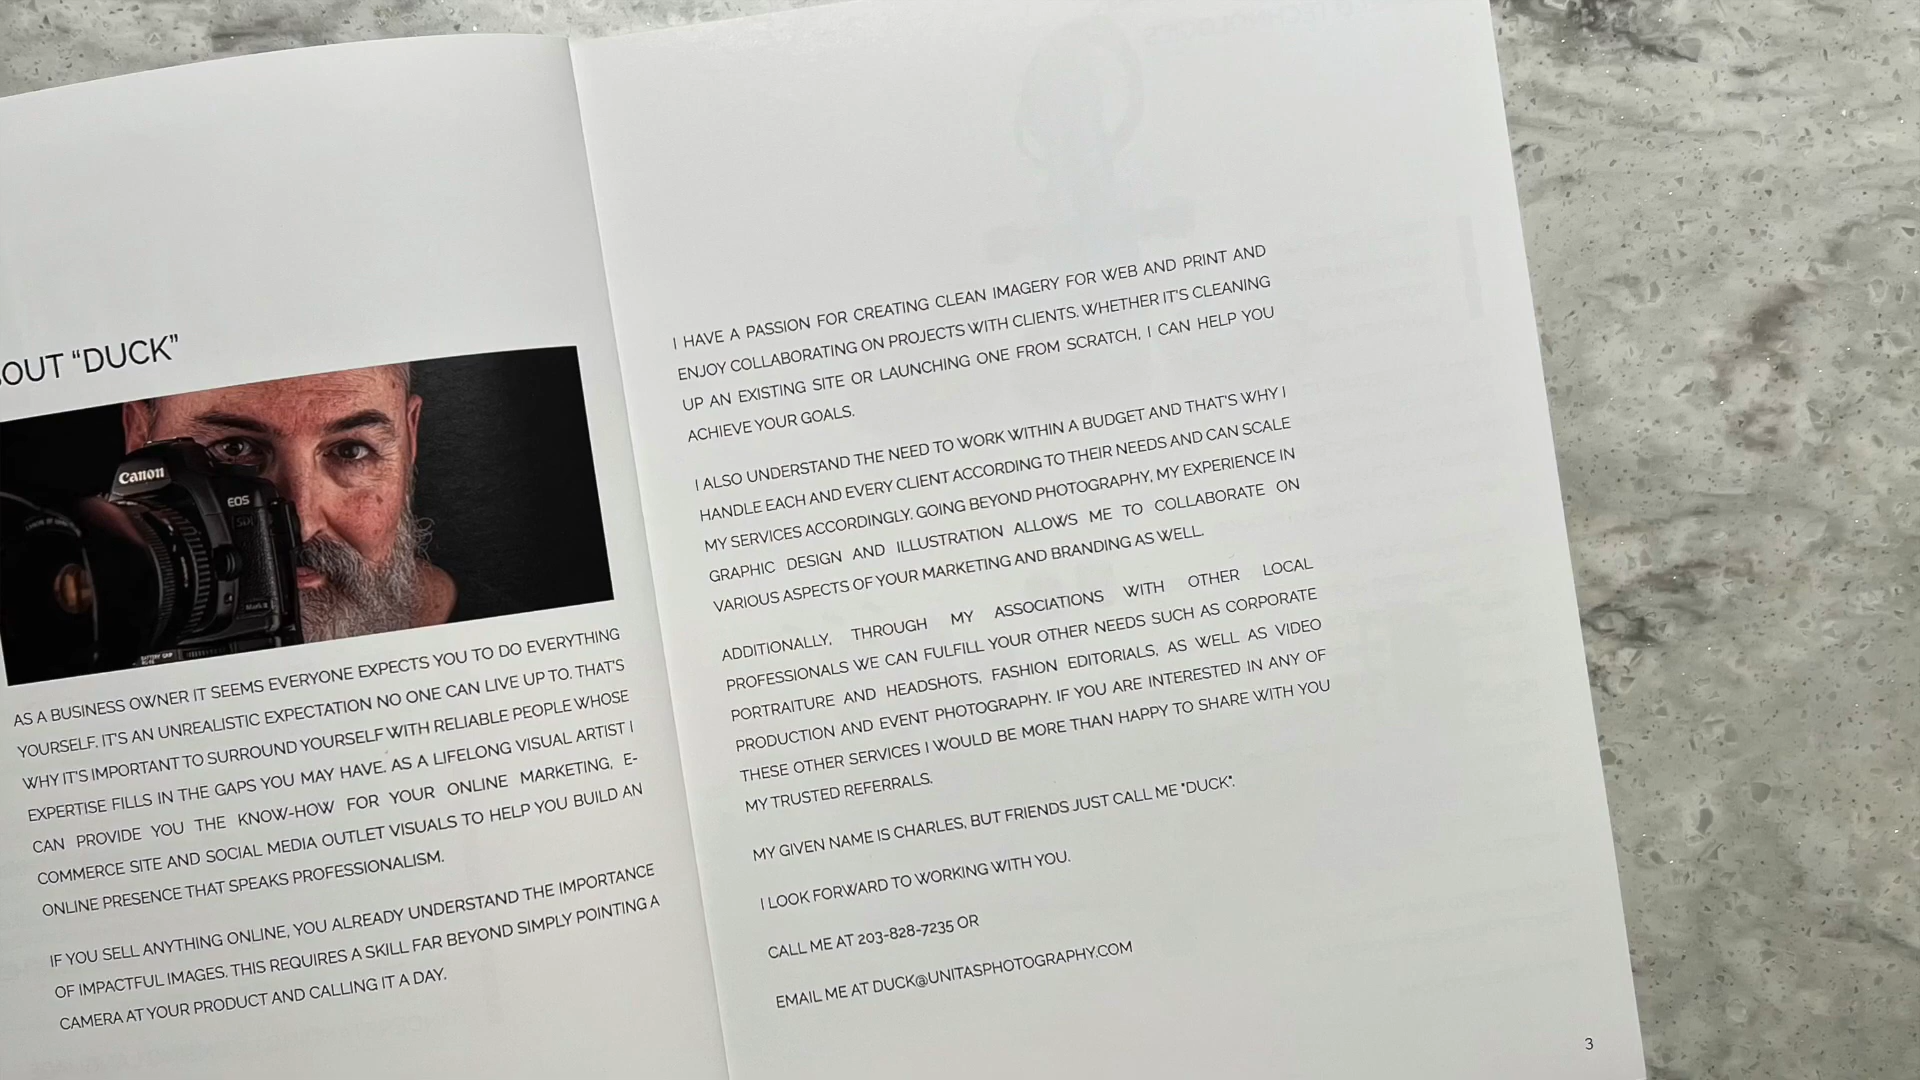 OUT “DUCK”
Canon
EOS
5D
Mark II
AS A BUSINESS OWNER IT SEEMS EVERYONE EXPECTS YOU TO DO EVERYTHING
YOURSELF. IT'S AN UNREALISTIC EXPECTATION NO ONE CAN LIVE UP TO. THAT'S
WHY IT'S IMPORTANT TO SURROUND YOURSELF WITH RELIABLE PEOPLE WHOSE
EXPERTISE FILLS IN THE GAPS YOU MAY HAVE. AS A LIFELONG VISUAL ARTIST I
CAN PROVIDE YOU THE KNOW-HOW FOR YOUR ONLINE MARKETING, E-
COMMERCE SITE AND SOCIAL MEDIA OUTLET VISUALS TO HELP YOU BUILD AN
ONLINE PRESENCE THAT SPEAKS PROFESSIONALISM.
IF YOU SELL ANYTHING ONLINE, YOU ALREADY UNDERSTAND THE IMPORTANCE
OF IMPACTFUL IMAGES. THIS REQUIRES A SKILL FAR BEYOND SIMPLY POINTING A
CAMERA AT YOUR PRODUCT AND CALLING IT A DAY.
I HAVE A PASSION FOR CREATING CLEAN IMAGERY FOR WEB AND PRINT AND
ENJOY COLLABORATING ON PROJECTS WITH CLIENTS. WHETHER IT'S CLEANING
UP AN EXISTING SITE OR LAUNCHING ONE FROM SCRATCH, I CAN HELP YOU
ACHIEVE YOUR GOALS.
I ALSO UNDERSTAND THE NEED TO WORK WITHIN A BUDGET AND THAT'S WHY I
HANDLE EACH AND EVERY CLIENT ACCORDING TO THEIR NEEDS AND CAN SCALE
MY SERVICES ACCORDINGLY. GOING BEYOND PHOTOGRAPHY, MY EXPERIENCE IN
GRAPHIC DESIGN AND ILLUSTRATION ALLOWS ME TO COLLABORATE ON
VARIOUS ASPECTS OF YOUR MARKETING AND BRANDING AS WELL.
ADDITIONALLY, THROUGH MY ASSOCIATIONS WITH OTHER LOCAL
PROFESSIONALS WE CAN FULFILL YOUR OTHER NEEDS SUCH AS CORPORATE
PORTRAITURE AND HEADSHOTS, FASHION EDITORIALS, AS WELL AS VIDEO
PRODUCTION AND EVENT PHOTOGRAPHY. IF YOU ARE INTERESTED IN ANY OF
THESE OTHER SERVICES I WOULD BE MORE THAN HAPPY TO SHARE WITH YOU
MY TRUSTED REFERRALS.
MY GIVEN NAME IS CHARLES, BUT FRIENDS JUST CALL ME "DUCK".
I LOOK FORWARD TO WORKING WITH YOU.
CALL ME AT 203-828-7235 OR
EMAIL ME AT DUCK@UNITASPHOTOGRAPHY.COM
3